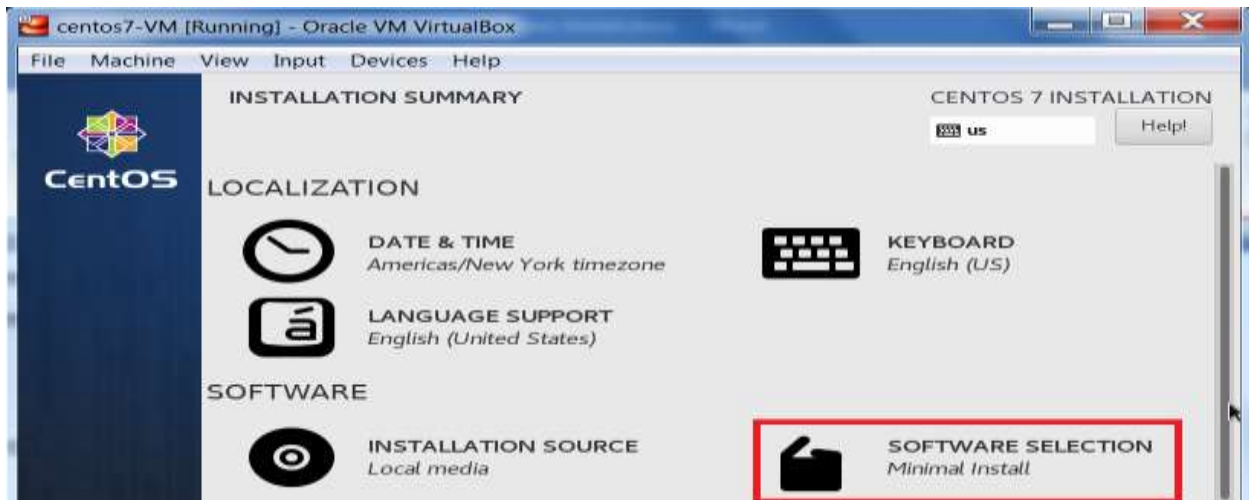 centos7-VM [Running] - Oracle VM VirtualBox
File Machine View Input Devices Help
INSTALLATION SUMMARY
CENTOS 7 INSTALLATION
us
Help!
CentOS
LOCALIZATION
DATE & TIME
Americas/New York timezone
KEYBOARD
English (US)
á
LANGUAGE SUPPORT
English (United States)
SOFTWARE
INSTALLATION SOURCE
Local media
SOFTWARE SELECTION
Minimal Install